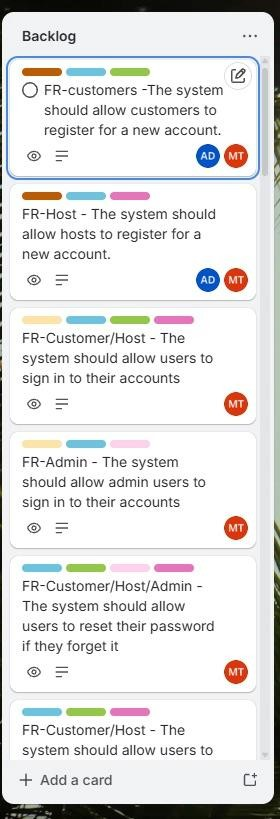 Backlog
FR-customers -The system
should allow customers to
register for a new account.
AD MT
FR-Host - The system should
allow hosts to register for a
new account.
AD MT
FR-Customer/Host - The
system should allow users to
sign in to their accounts
MT
FR-Admin - The system
should allow admin users to
sign in to their accounts
MT
FR-Customer/Host/Admin -
The system should allow
users to reset their password
if they forget it
MT
FR-Customer/Host - The
system should allow users to
Add a card